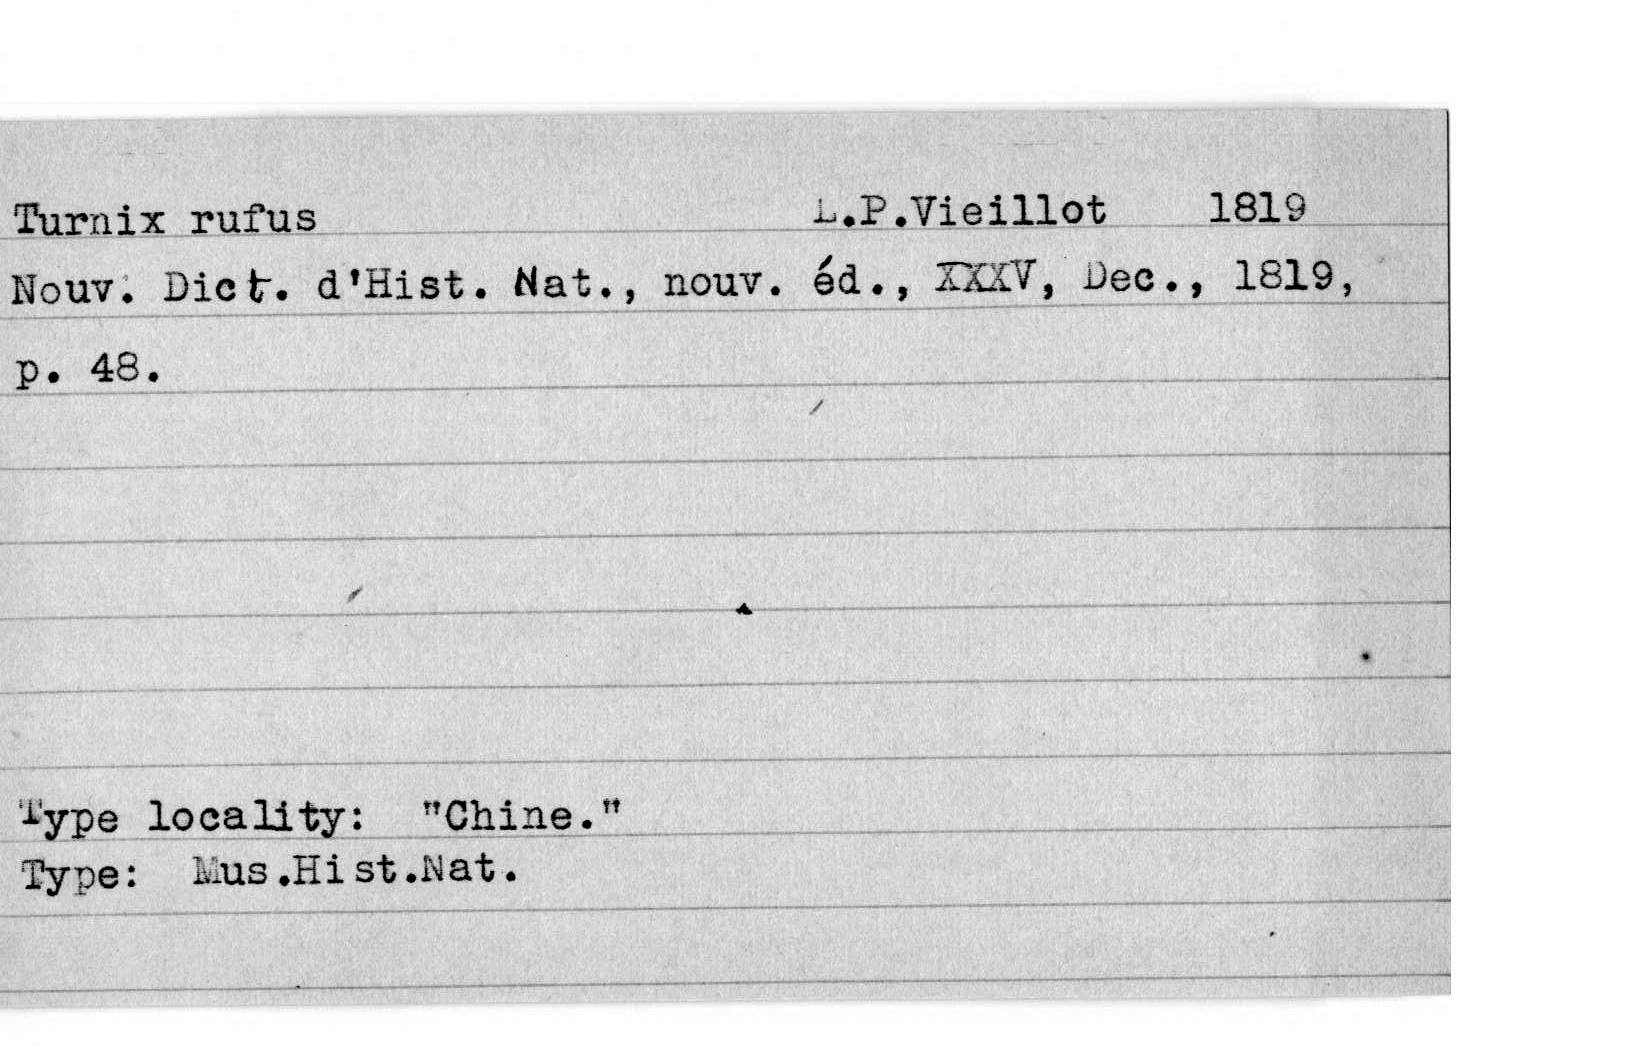 Turnix rufus L.P.Vieillot 1819
Nouv. Dict. d'Hist. Nat., nouv. éd., XXXV, Dec., 1819,
p. 48.
Type locality: "Chine."
Type: Mus.Hist.Nat.